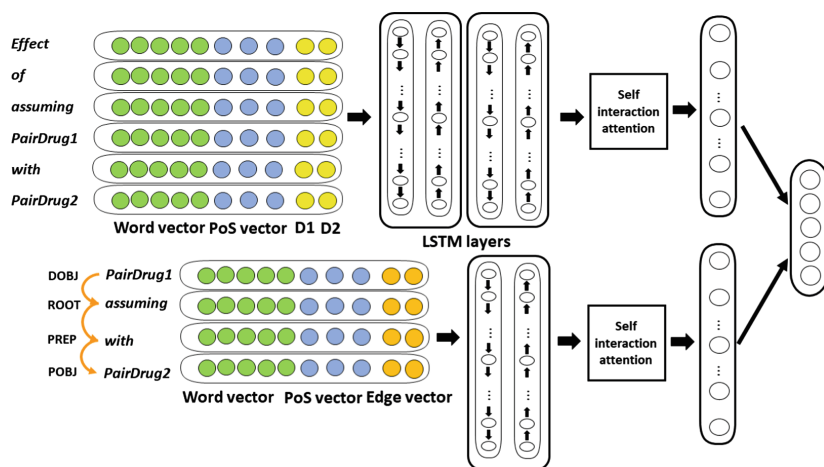 Effect
of
assuming
PairDrug1
with
PairDrug2
Word vector PoS vector D1 D2
LSTM layers
Self
interaction
attention
DOBJ PairDrug1
ROOT assuming
PREP with
POBJ PairDrug2
Word vector PoS vector Edge vector
Self
interaction
attention